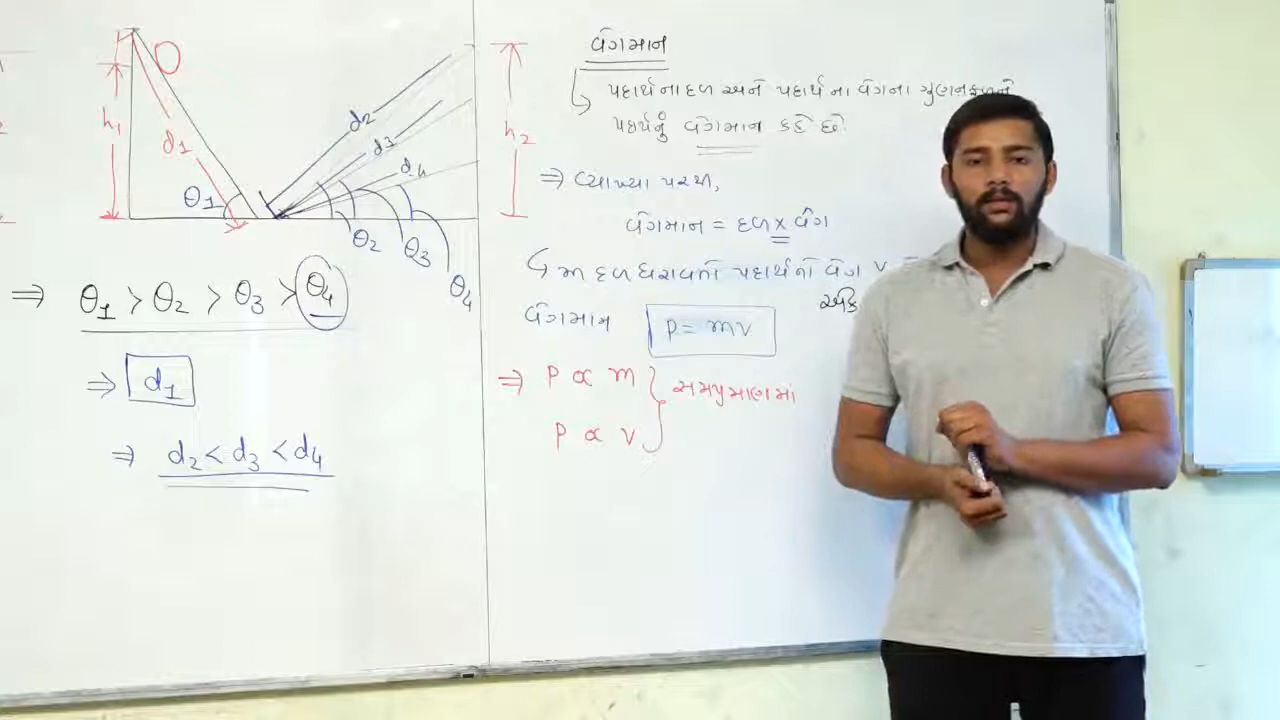 h₁
d₁
θ₁
d₂
d₃
d₄
θ₂
θ₃
θ₄
h₂
⇒ θ₁ > θ₂ > θ₃ > θ₄
⇒ d₁
⇒ d₂ < d₃ < d₄
વેગમાન
પદાર્થના દળ અને પદાર્થ ના વેગના ગુણનફળને
પદાર્થનું વેગમાન કહે છે.
⇒ વ્યાખ્યા પરથી,
વેગમાન = દળ × વેગ
m દળ ધરાવતો પદાર્થનો વેગ v
વેગમાન P = mv
⇒ P ∝ m
P ∝ v
સમપ્રમાણમાં